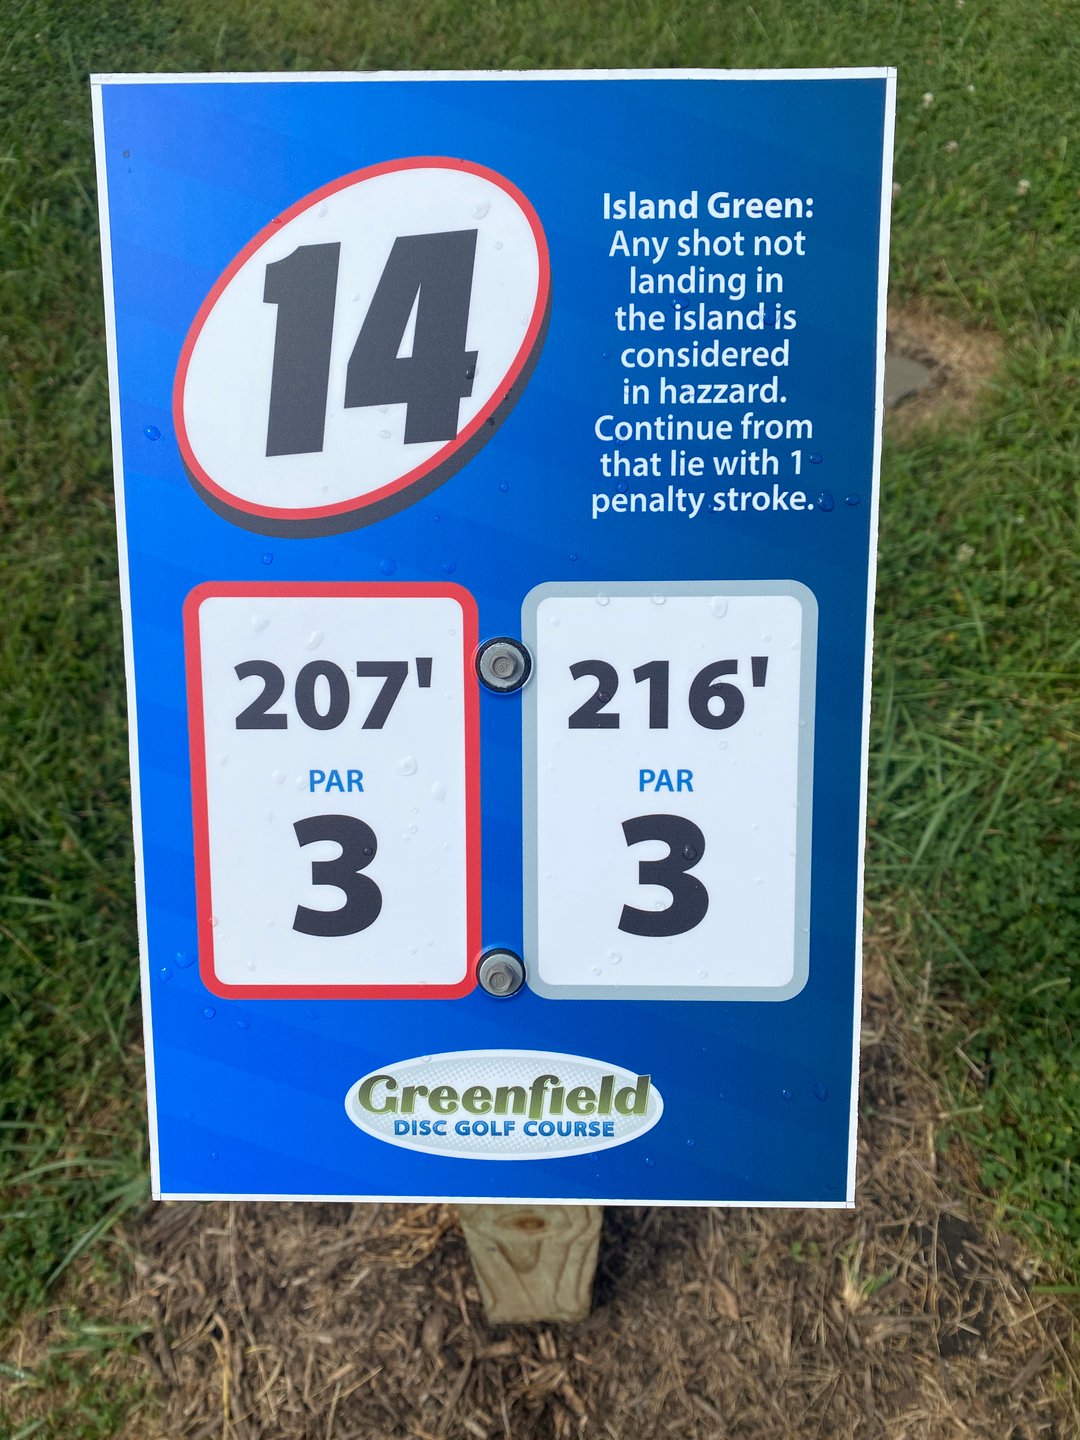 14
Island Green:
Any shot not
landing in
the island is
considered
in hazzard.
Continue from
that lie with 1
penalty stroke.
207'
PAR
3
216'
PAR
3
Greenfield
DISC GOLF COURSE